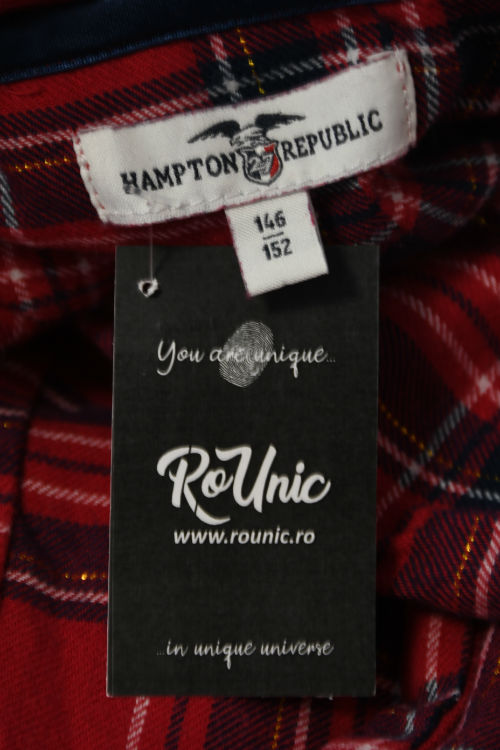 HAMPTON REPUBLIC
146
152
You are unique...
RoUnic
www.rounic.ro
...in unique universe